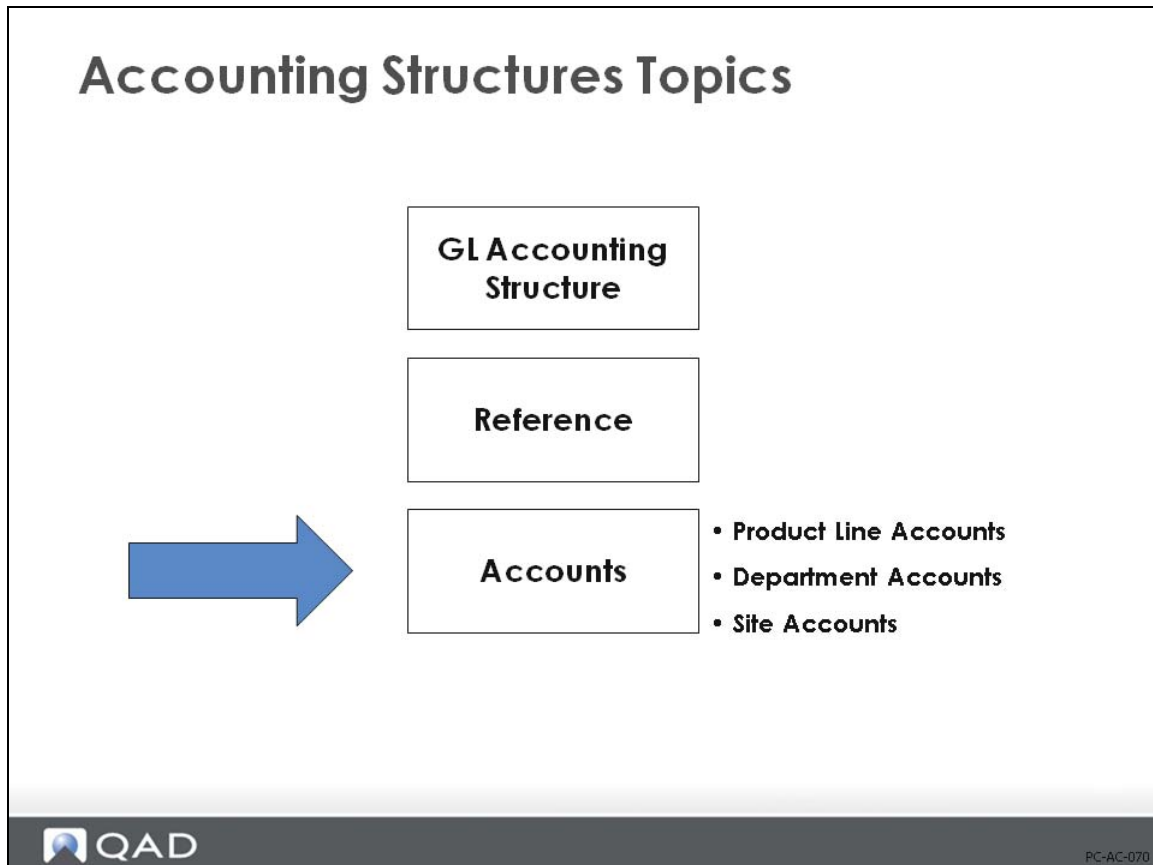 Accounting Structures Topics
GL Accounting
Structure
Reference
Accounts
• Product Line Accounts
• Department Accounts
• Site Accounts
QAD
PC-AC-070